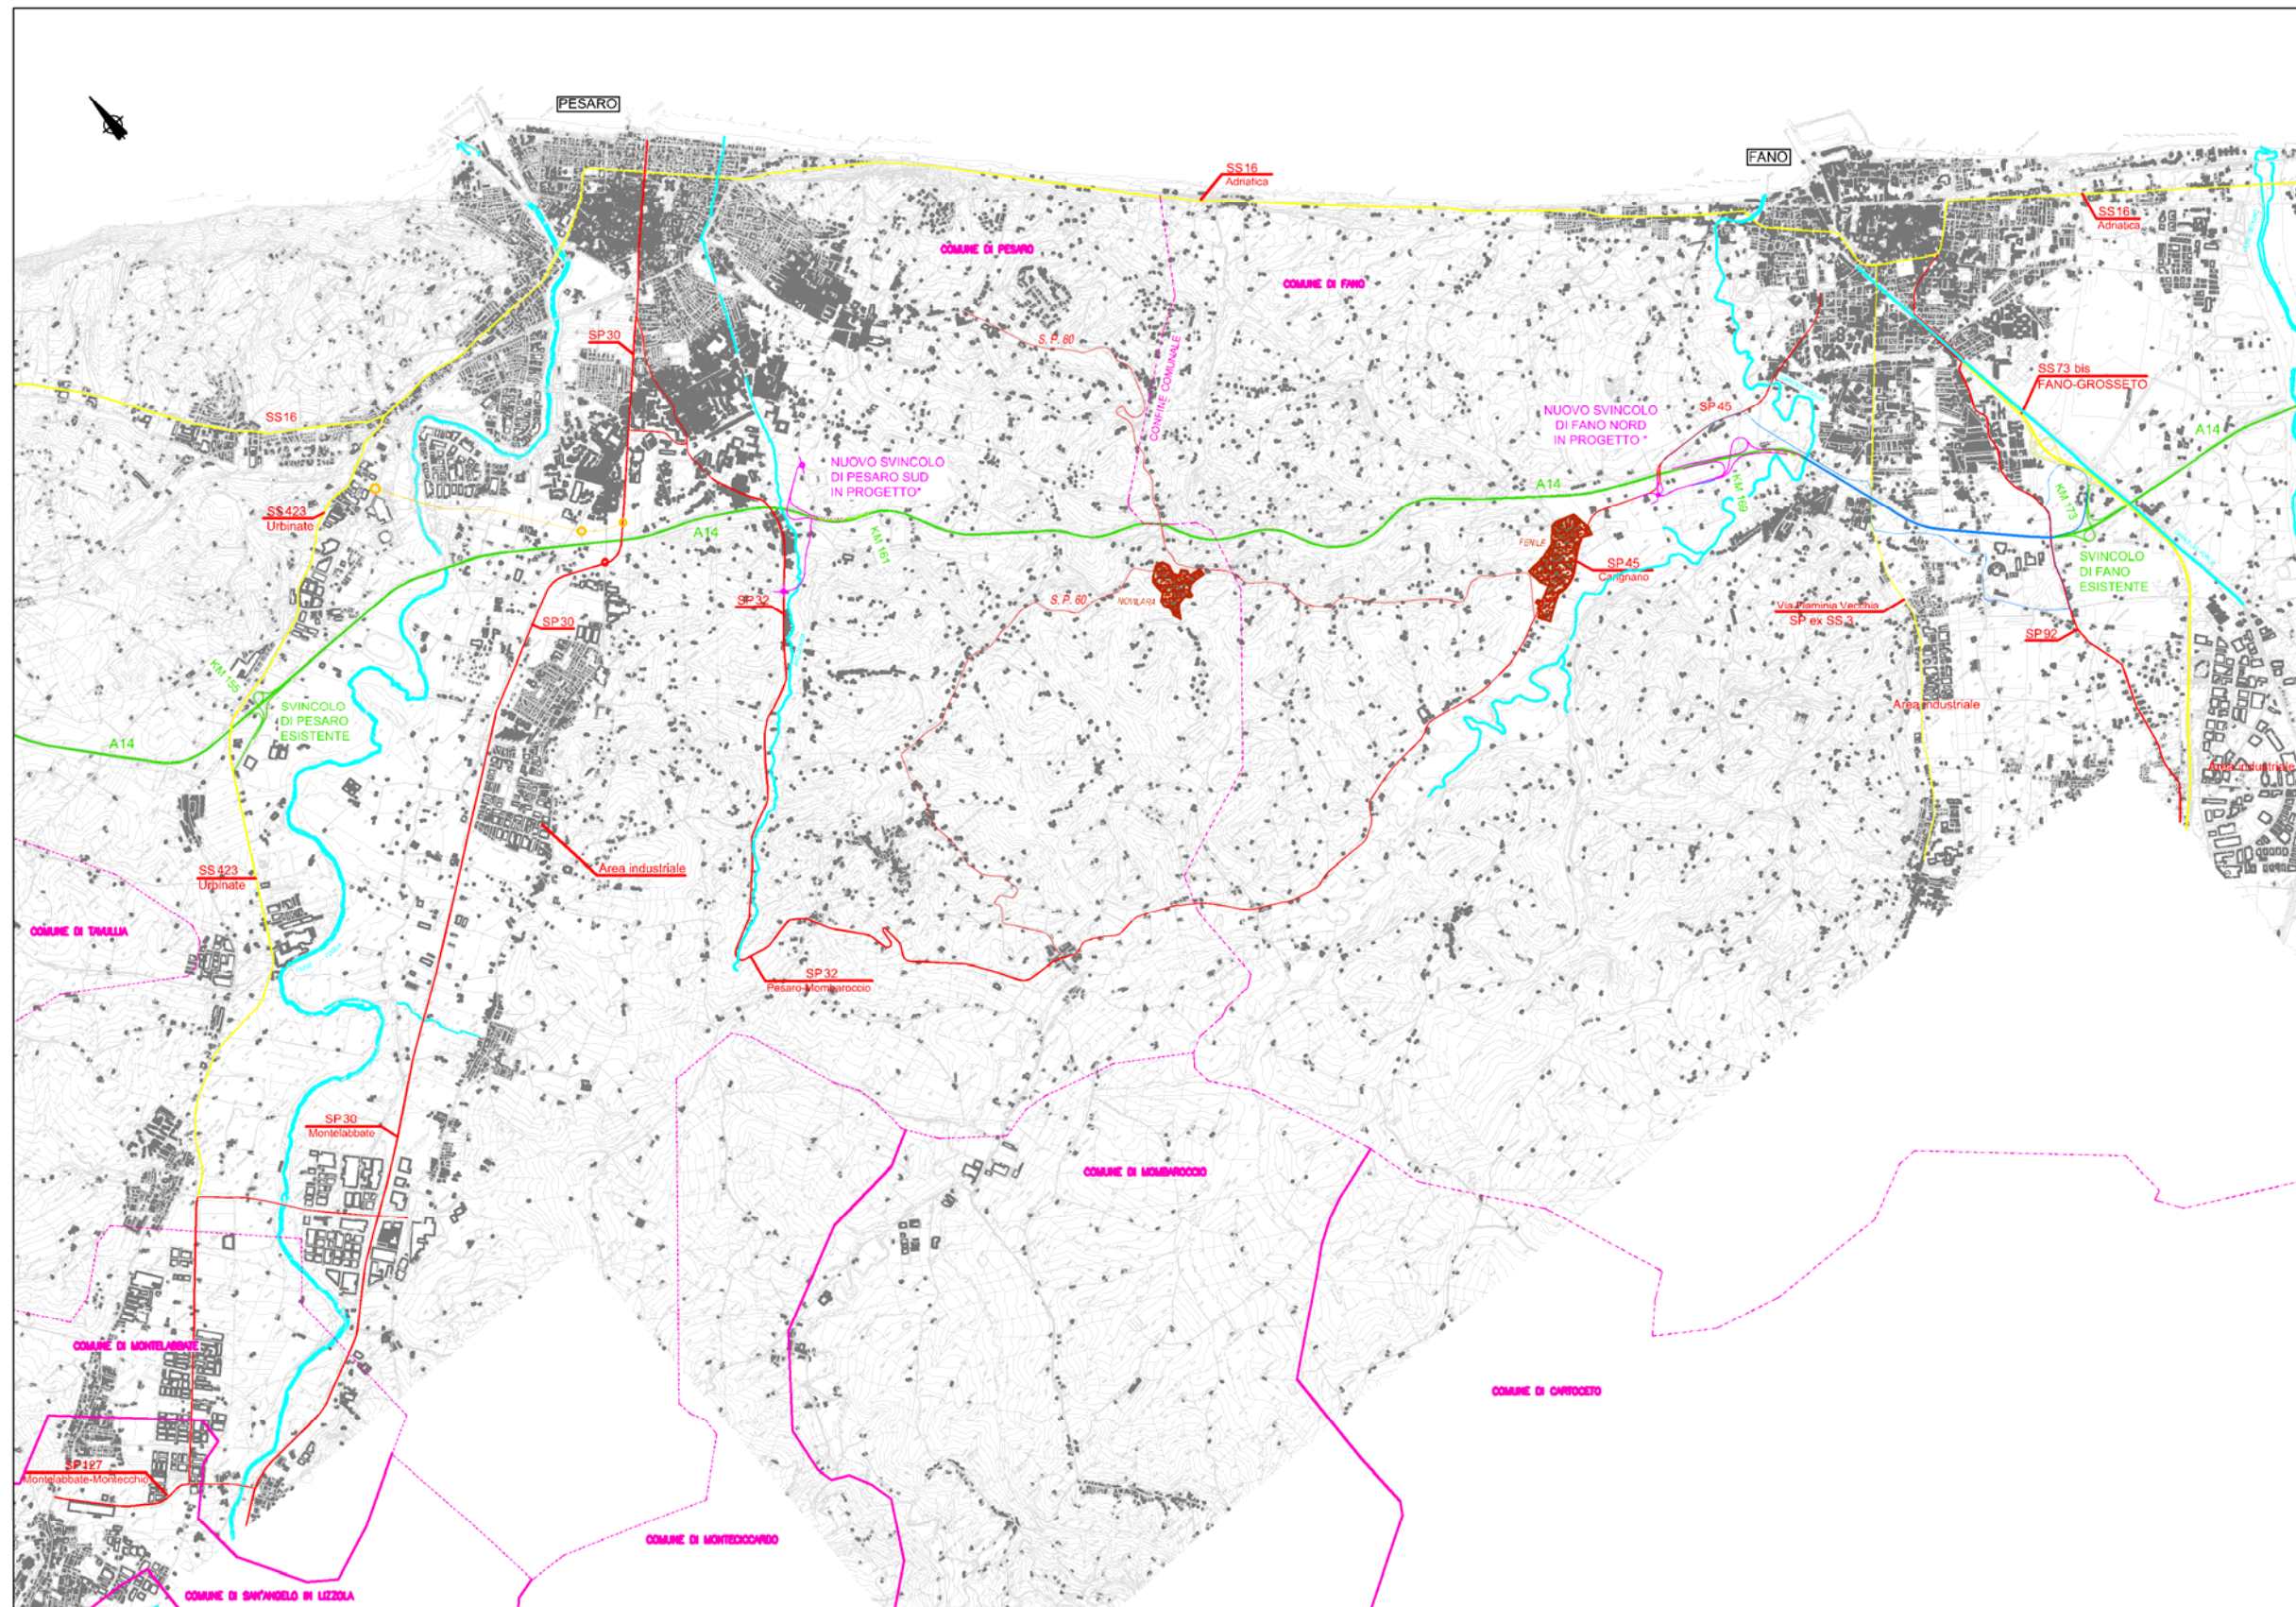 PESARO
FANO
SS16
Adriatica
SS16
Adriatica
COMUNE DI PESARO
COMUNE DI FANO
SP30
S. P. 60
CONFINE COMUNALE
SS73 bis
FANO-GROSSETO
SS16
NUOVO SVINCOLO
DI FANO NORD
IN PROGETTO *
SP45
A14
NUOVO SVINCOLO
DI PESARO SUD
IN PROGETTO*
A14
KM 169
KM 173
SS423
Urbinate
A14
KM 161
FENILE
SP45
Carignano
SVINCOLO
DI FANO
ESISTENTE
SP32
S. P. 60
NOVILARA
Via Flaminia Vecchia
SP ex SS 3
SP30
SP92
KM 155
SVINCOLO
DI PESARO
ESISTENTE
Area industriale
A14
Area industriale
SS423
Urbinate
Area industriale
COMUNE DI TAVULLIA
SP32
Pesaro-Mombaroccio
SP30
Montelabbate
COMUNE DI MOMBAROCCIO
COMUNE DI MONTELABBATE
COMUNE DI CARTOCETO
SP127
Montelabbate-Montecchio
COMUNE DI MONTECICCARDO
COMUNE DI SAN'ANGELO IN LIZZOLA